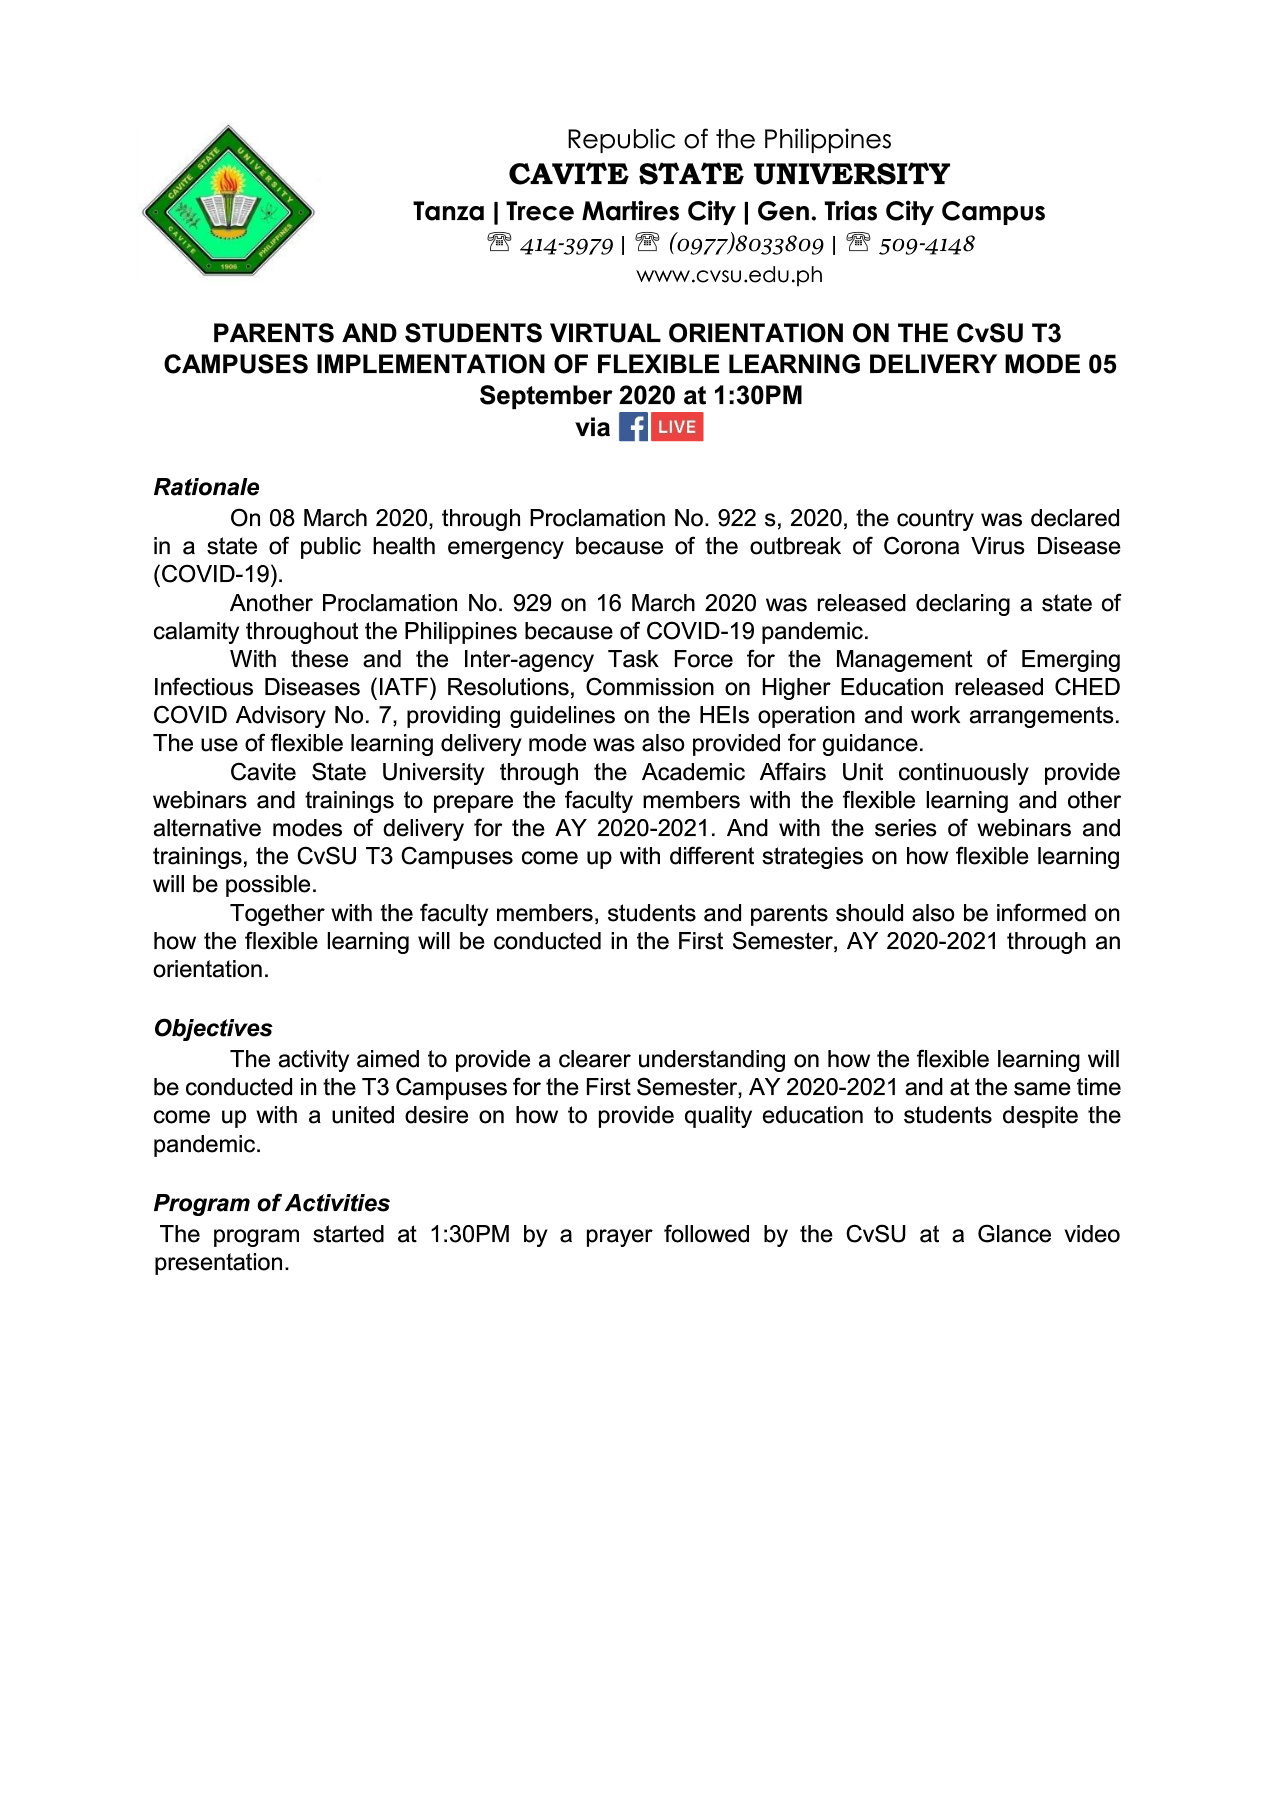 CAVITE STATE UNIVERSITY
CAVITE PHILIPPINES
1906
Republic of the Philippines
CAVITE STATE UNIVERSITY
Tanza | Trece Martires City | Gen. Trias City Campus
☏ 414-3979 | ☏ (0977)8033809 | ☏ 509-4148
www.cvsu.edu.ph
PARENTS AND STUDENTS VIRTUAL ORIENTATION ON THE CvSU T3
CAMPUSES IMPLEMENTATION OF FLEXIBLE LEARNING DELIVERY MODE 05
September 2020 at 1:30PM
via f LIVE
Rationale
On 08 March 2020, through Proclamation No. 922 s, 2020, the country was declared
in a state of public health emergency because of the outbreak of Corona Virus Disease
(COVID-19).
Another Proclamation No. 929 on 16 March 2020 was released declaring a state of
calamity throughout the Philippines because of COVID-19 pandemic.
With these and the Inter-agency Task Force for the Management of Emerging
Infectious Diseases (IATF) Resolutions, Commission on Higher Education released CHED
COVID Advisory No. 7, providing guidelines on the HEIs operation and work arrangements.
The use of flexible learning delivery mode was also provided for guidance.
Cavite State University through the Academic Affairs Unit continuously provide
webinars and trainings to prepare the faculty members with the flexible learning and other
alternative modes of delivery for the AY 2020-2021. And with the series of webinars and
trainings, the CvSU T3 Campuses come up with different strategies on how flexible learning
will be possible.
Together with the faculty members, students and parents should also be informed on
how the flexible learning will be conducted in the First Semester, AY 2020-2021 through an
orientation.
Objectives
The activity aimed to provide a clearer understanding on how the flexible learning will
be conducted in the T3 Campuses for the First Semester, AY 2020-2021 and at the same time
come up with a united desire on how to provide quality education to students despite the
pandemic.
Program of Activities
The program started at 1:30PM by a prayer followed by the CvSU at a Glance video
presentation.